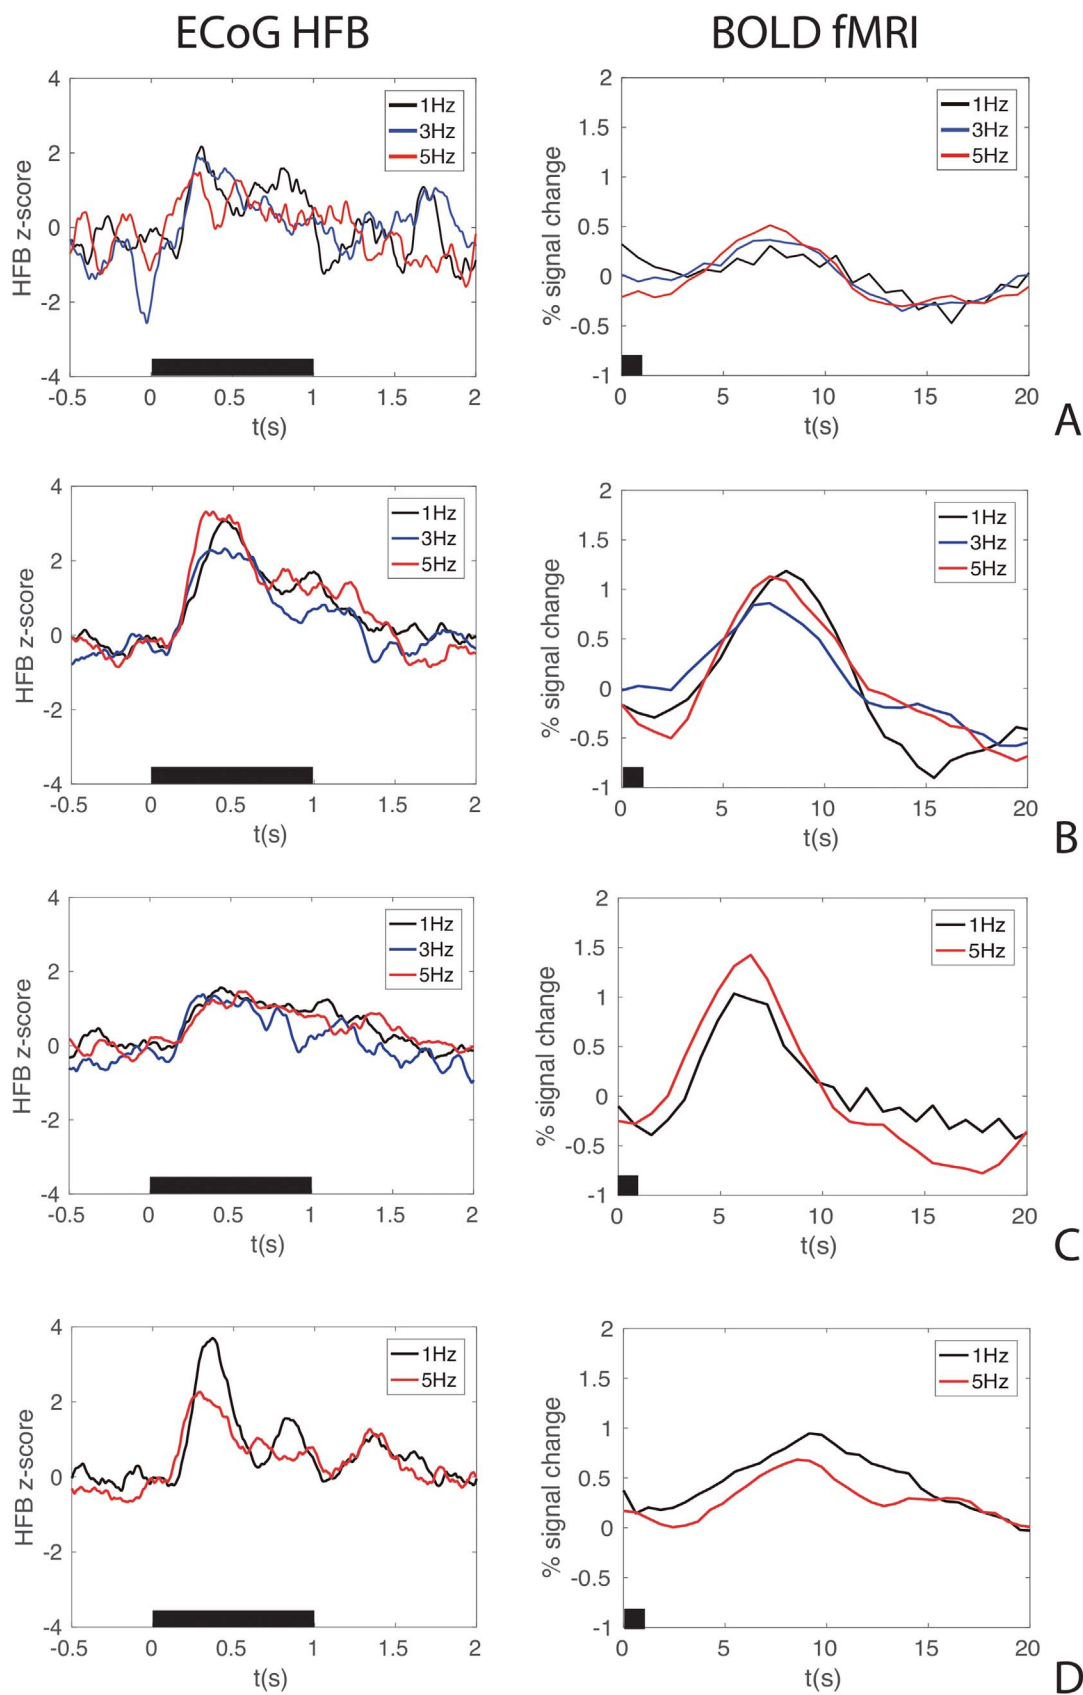 ECoG HFB
BOLD fMRI
4
2
0
-2
-4
HFB z-score
-0.5 0 0.5 1 1.5 2
t(s)
1Hz
3Hz
5Hz
2
1.5
1
0.5
0
-0.5
-1
% signal change
0 5 10 15 20
t(s)
1Hz
3Hz
5Hz
A
4
2
0
-2
-4
HFB z-score
-0.5 0 0.5 1 1.5 2
t(s)
1Hz
3Hz
5Hz
2
1.5
1
0.5
0
-0.5
-1
% signal change
0 5 10 15 20
t(s)
1Hz
3Hz
5Hz
B
4
2
0
-2
-4
HFB z-score
-0.5 0 0.5 1 1.5 2
t(s)
1Hz
3Hz
5Hz
2
1.5
1
0.5
0
-0.5
-1
% signal change
0 5 10 15 20
t(s)
1Hz
5Hz
C
4
2
0
-2
-4
HFB z-score
-0.5 0 0.5 1 1.5 2
t(s)
1Hz
5Hz
2
1.5
1
0.5
0
-0.5
-1
% signal change
0 5 10 15 20
t(s)
1Hz
5Hz
D